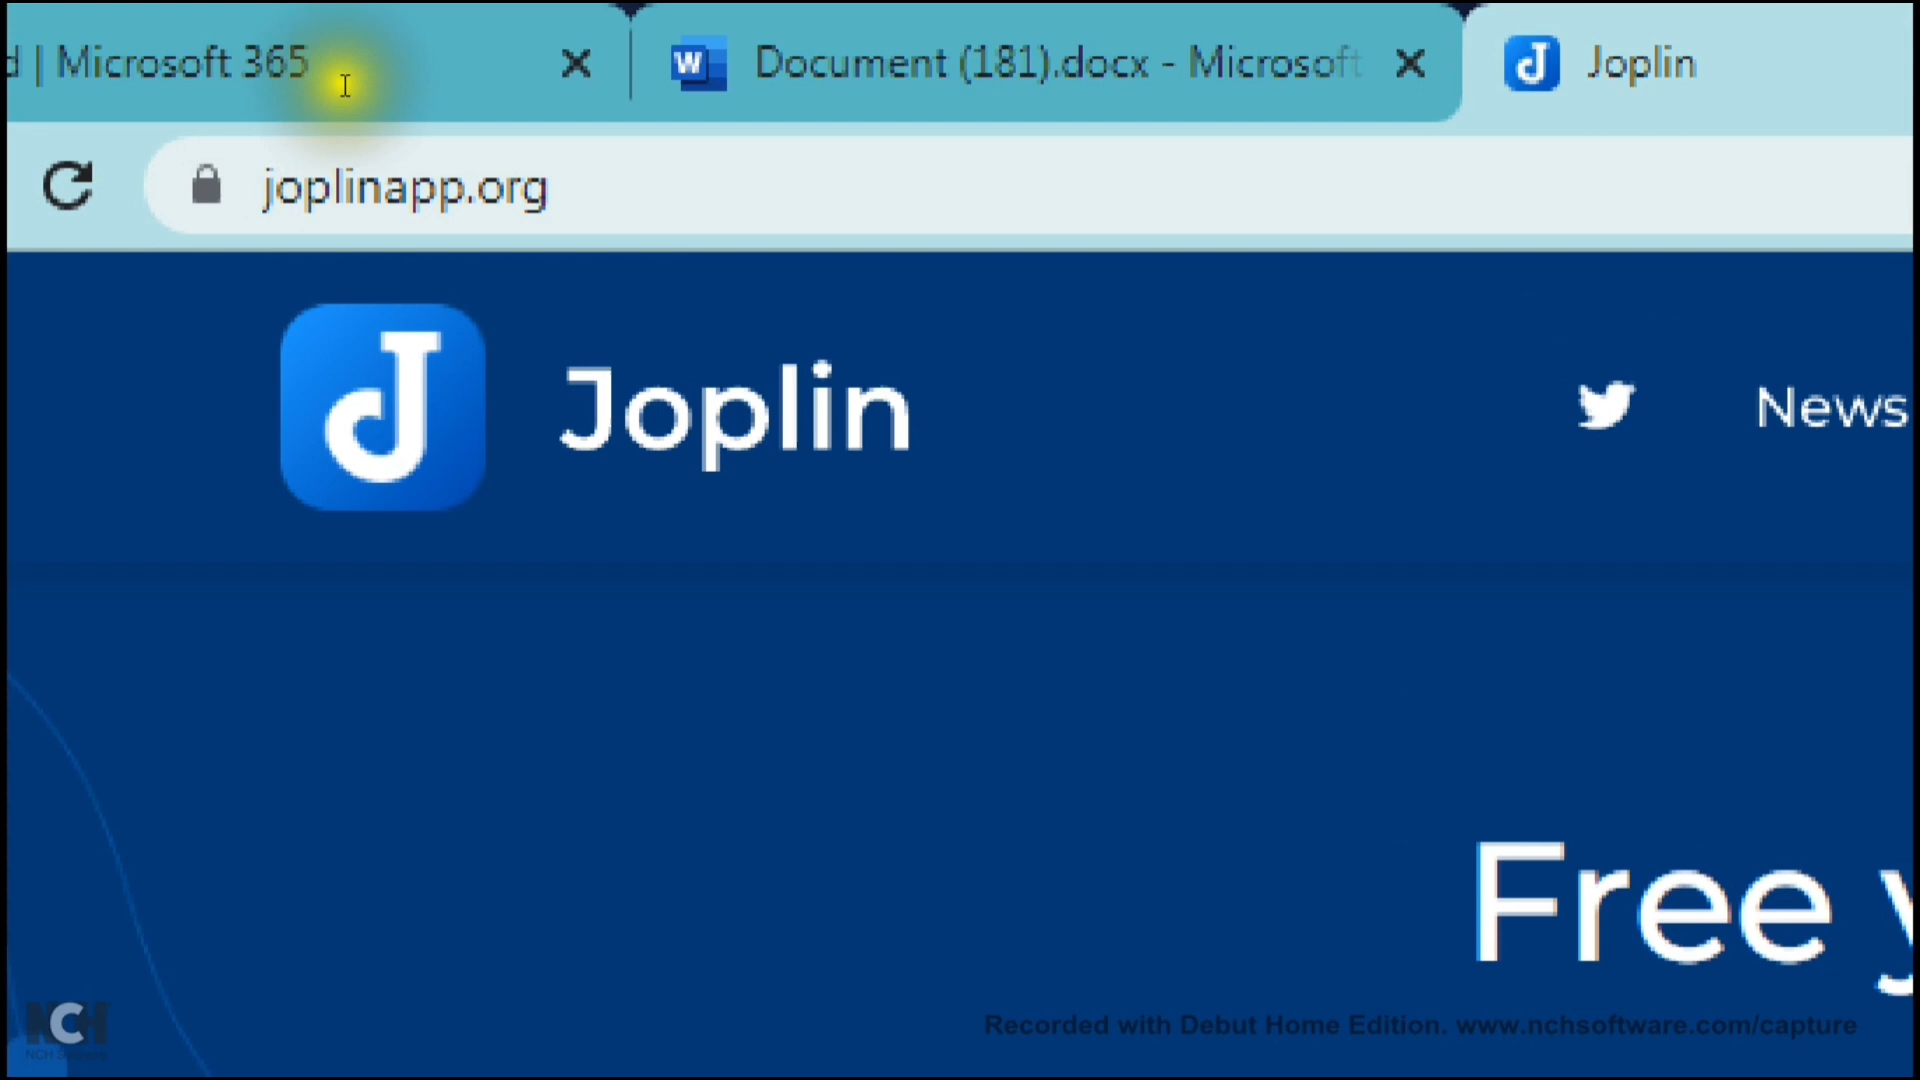 | Microsoft 365
Document (181).docx - Microsoft
Joplin
joplinapp.org
Joplin
News
Free
NCH
Recorded with Debut Home Edition. www.nchsoftware.com/capture